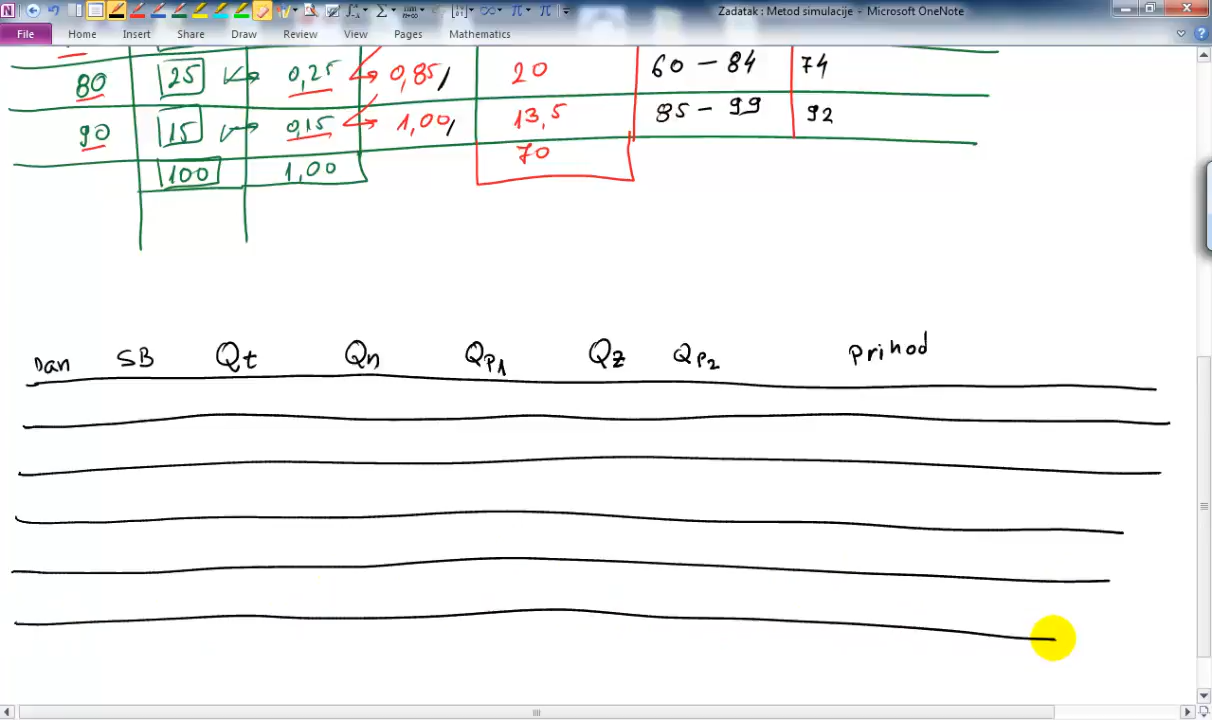 Zadatak : Metod simulacije - Microsoft OneNote
File Home Insert Share Draw Review View Pages Mathematics
80 25 0,25 0,85 20 60 - 84 74
90 15 0,15 1,00 13,5 85 - 99 92
100 1,00 70
Dan SB Qt Qn Qp1 Qz Qp2 prihod